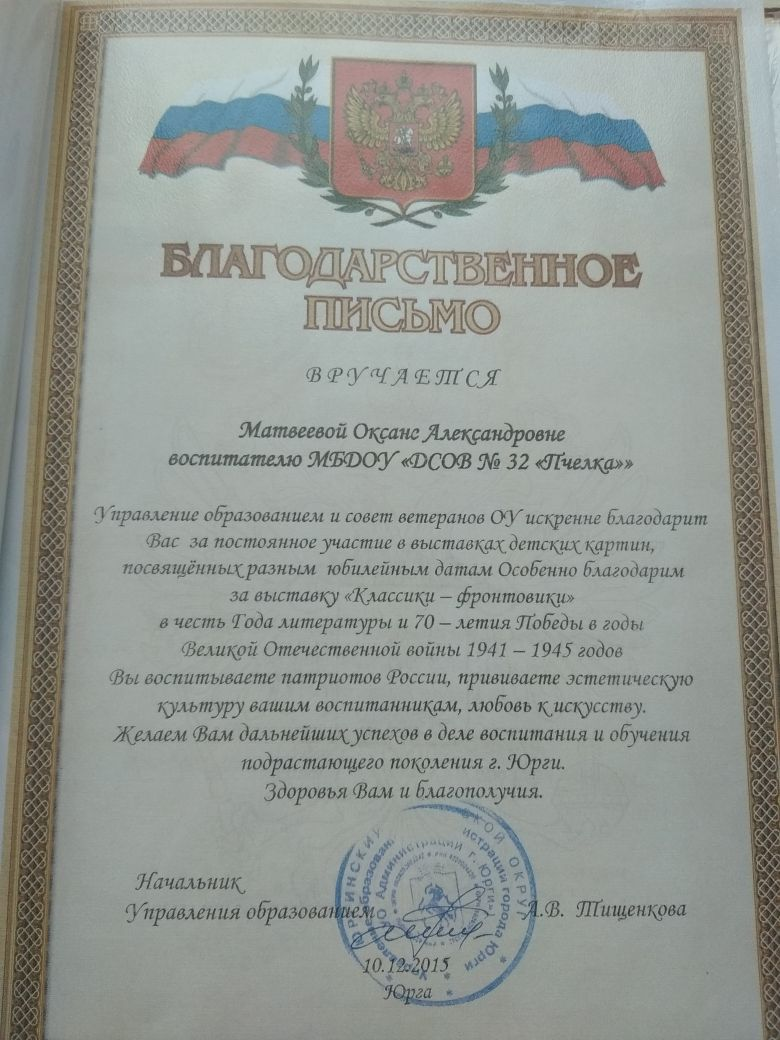 БЛАГОДАРСТВЕННОЕ
ПИСЬМО
ВРУЧАЕТСЯ
Матвеевой Оксане Александровне
воспитателю МБДОУ «ДСОВ № 32 «Пчелка»»
Управление образованием и совет ветеранов ОУ искренне благодарит
Вас за постоянное участие в выставках детских картин,
посвящённых разным юбилейным датам Особенно благодарим
за выставку «Классики – фронтовики»
в честь Года литературы и 70 – летия Победы в годы
Великой Отечественной войны 1941 – 1945 годов
Вы воспитываете патриотов России, прививаете эстетическую
культуру вашим воспитанникам, любовь к искусству.
Желаем Вам дальнейших успехов в деле воспитания и обучения
подрастающего поколения г. Юрги.
Здоровья Вам и благополучия.
Начальник
Управления образованием
А.В. Тищенкова
10.12.2015
Юрга
Администрации г. Юрги
города Юрги